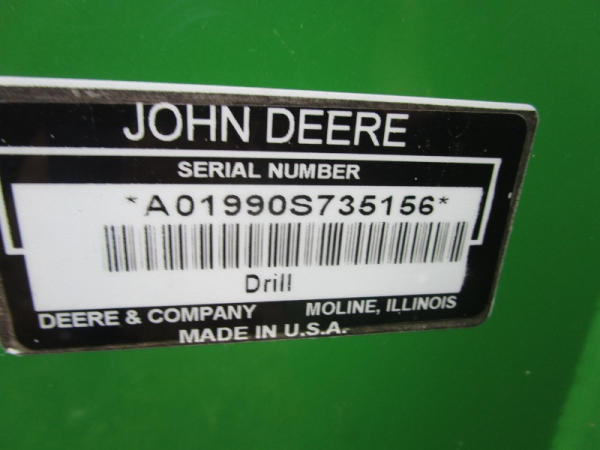 JOHN DEERE
SERIAL NUMBER
*A01990S735156*
Drill
DEERE & COMPANY MOLINE, ILLINOIS
MADE IN U.S.A.